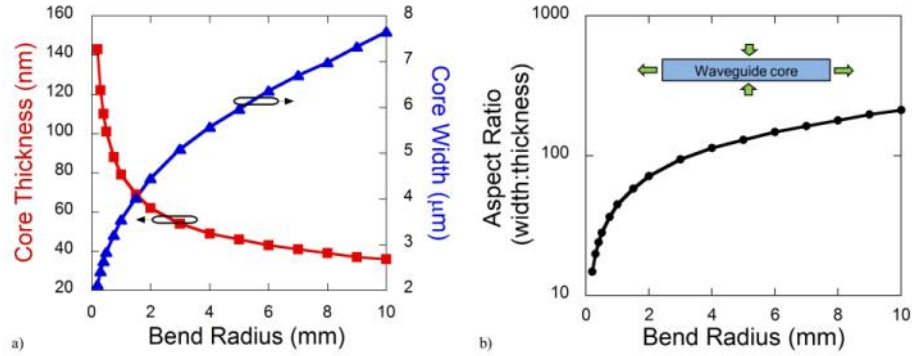 160
140
120
100
80
60
40
20
Core Thickness (nm)
0 2 4 6 8 10
Bend Radius (mm)
8
7
6
5
4
3
2
Core Width (μm)
a)
1000
100
10
Aspect Ratio
(width:thickness)
Waveguide core
0 2 4 6 8 10
Bend Radius (mm)
b)